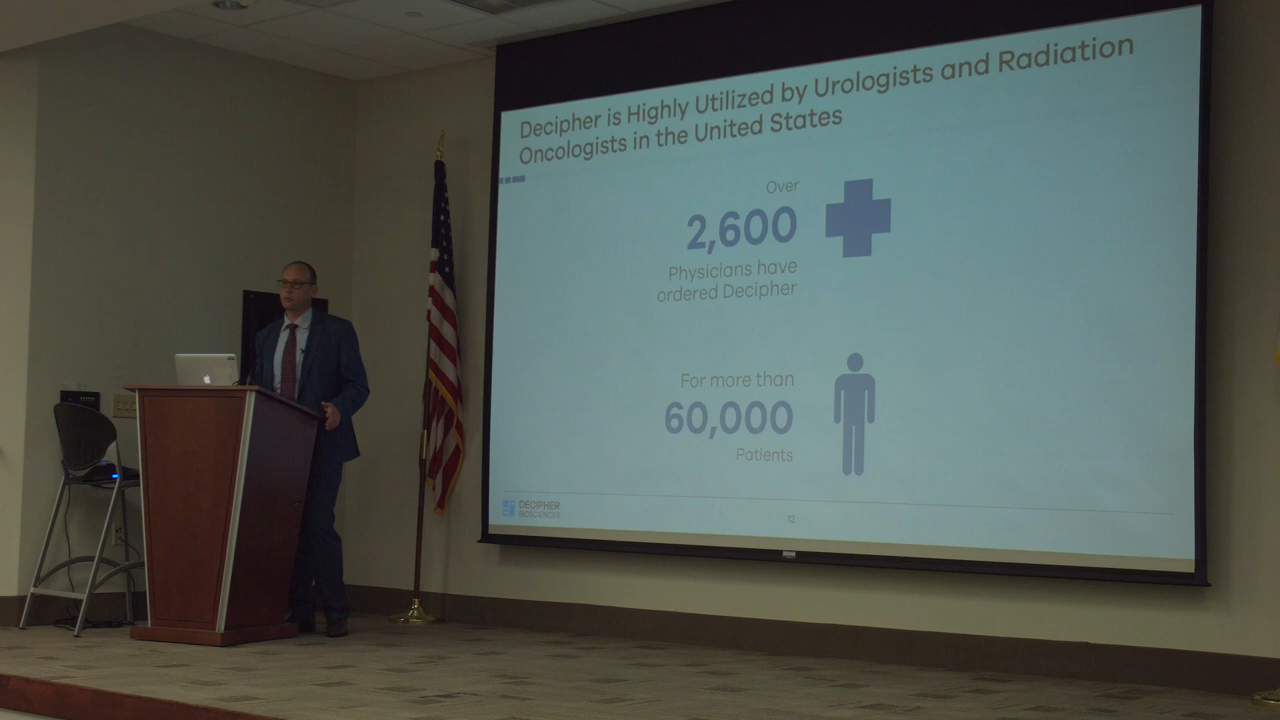 Decipher is Highly Utilized by Urologists and Radiation
Oncologists in the United States
Over
2,600
Physicians have
ordered Decipher
For more than
60,000
Patients
DECIPHER
BIOSCIENCES
12